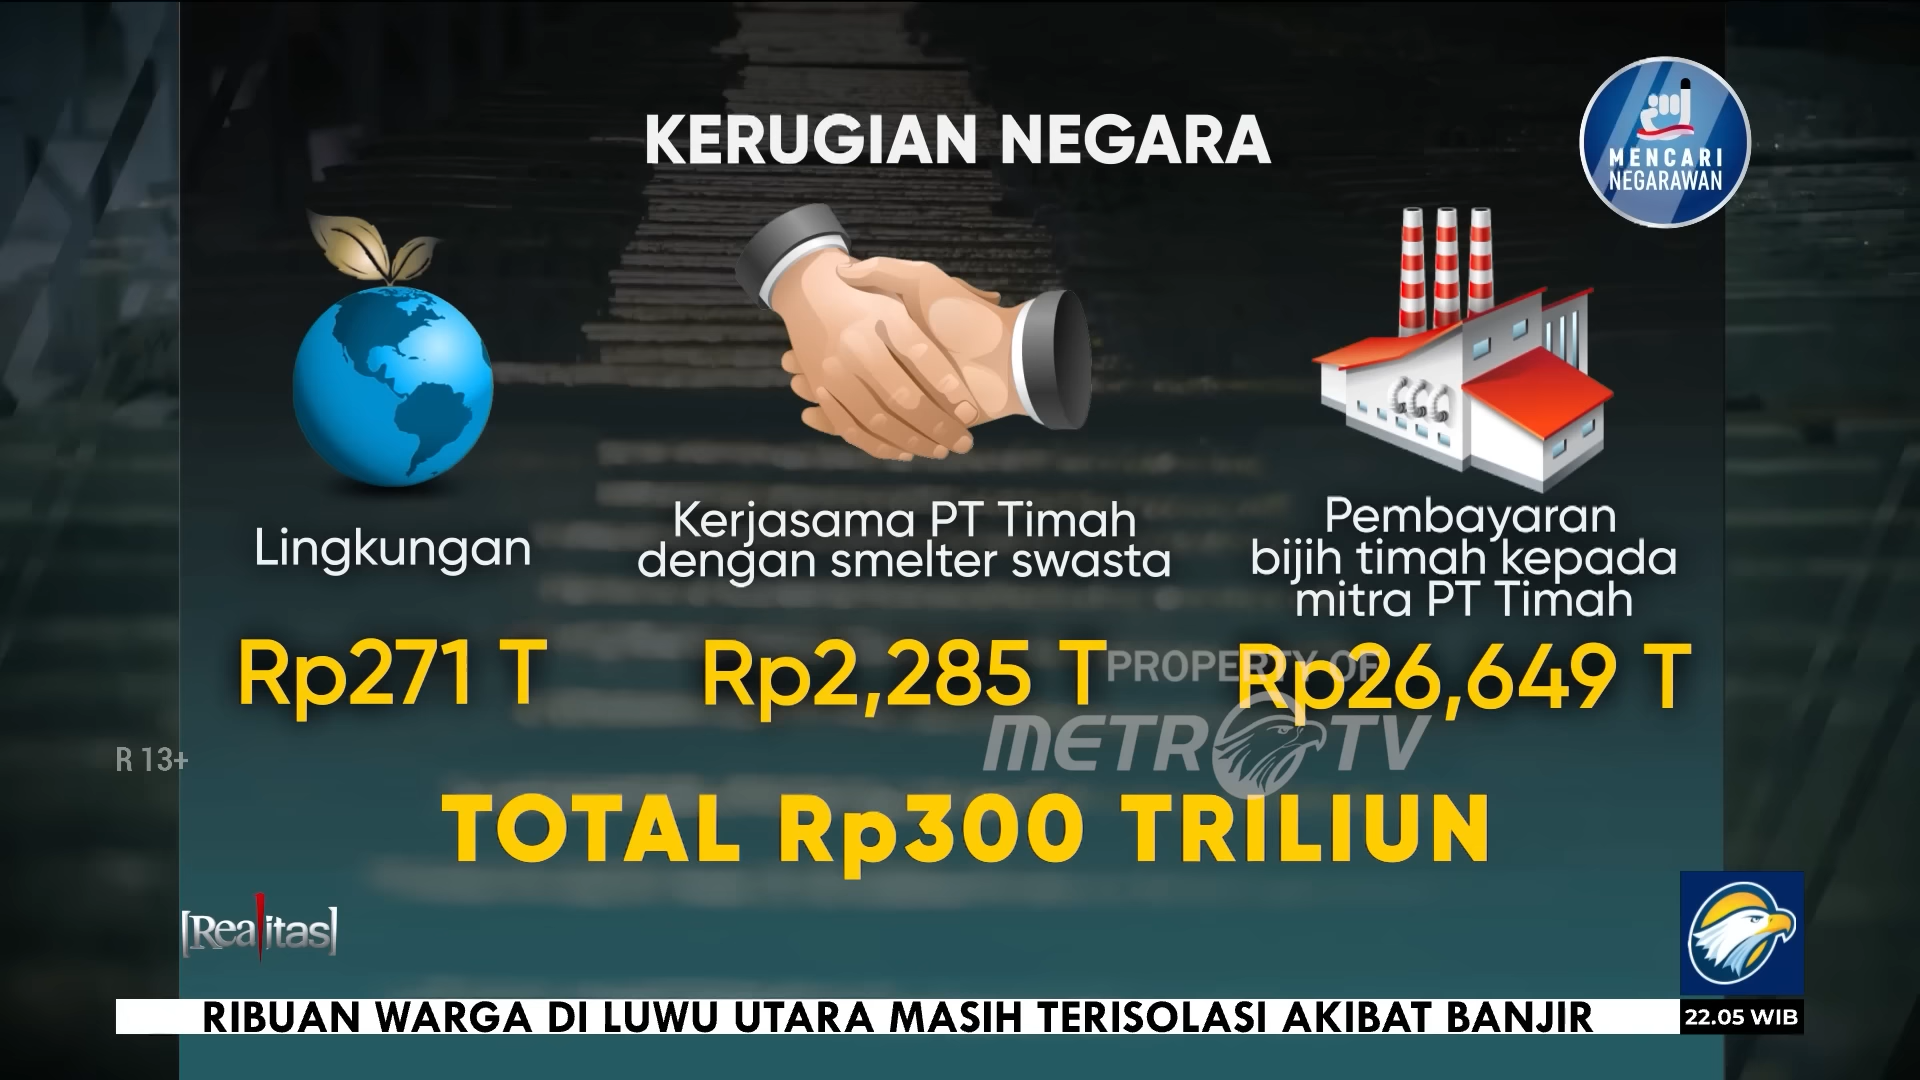 KERUGIAN NEGARA
MENCARI
NEGARAWAN
Lingkungan
Rp271 T
Kerjasama PT Timah
dengan smelter swasta
Rp2,285 T
Pembayaran
bijih timah kepada
mitra PT Timah
Rp26,649 T
PROPERTY OF
METRO TV
R 13+
TOTAL Rp300 TRILIUN
[Realitas]
RIBUAN WARGA DI LUWU UTARA MASIH TERISOLASI AKIBAT BANJIR
22.05 WIB